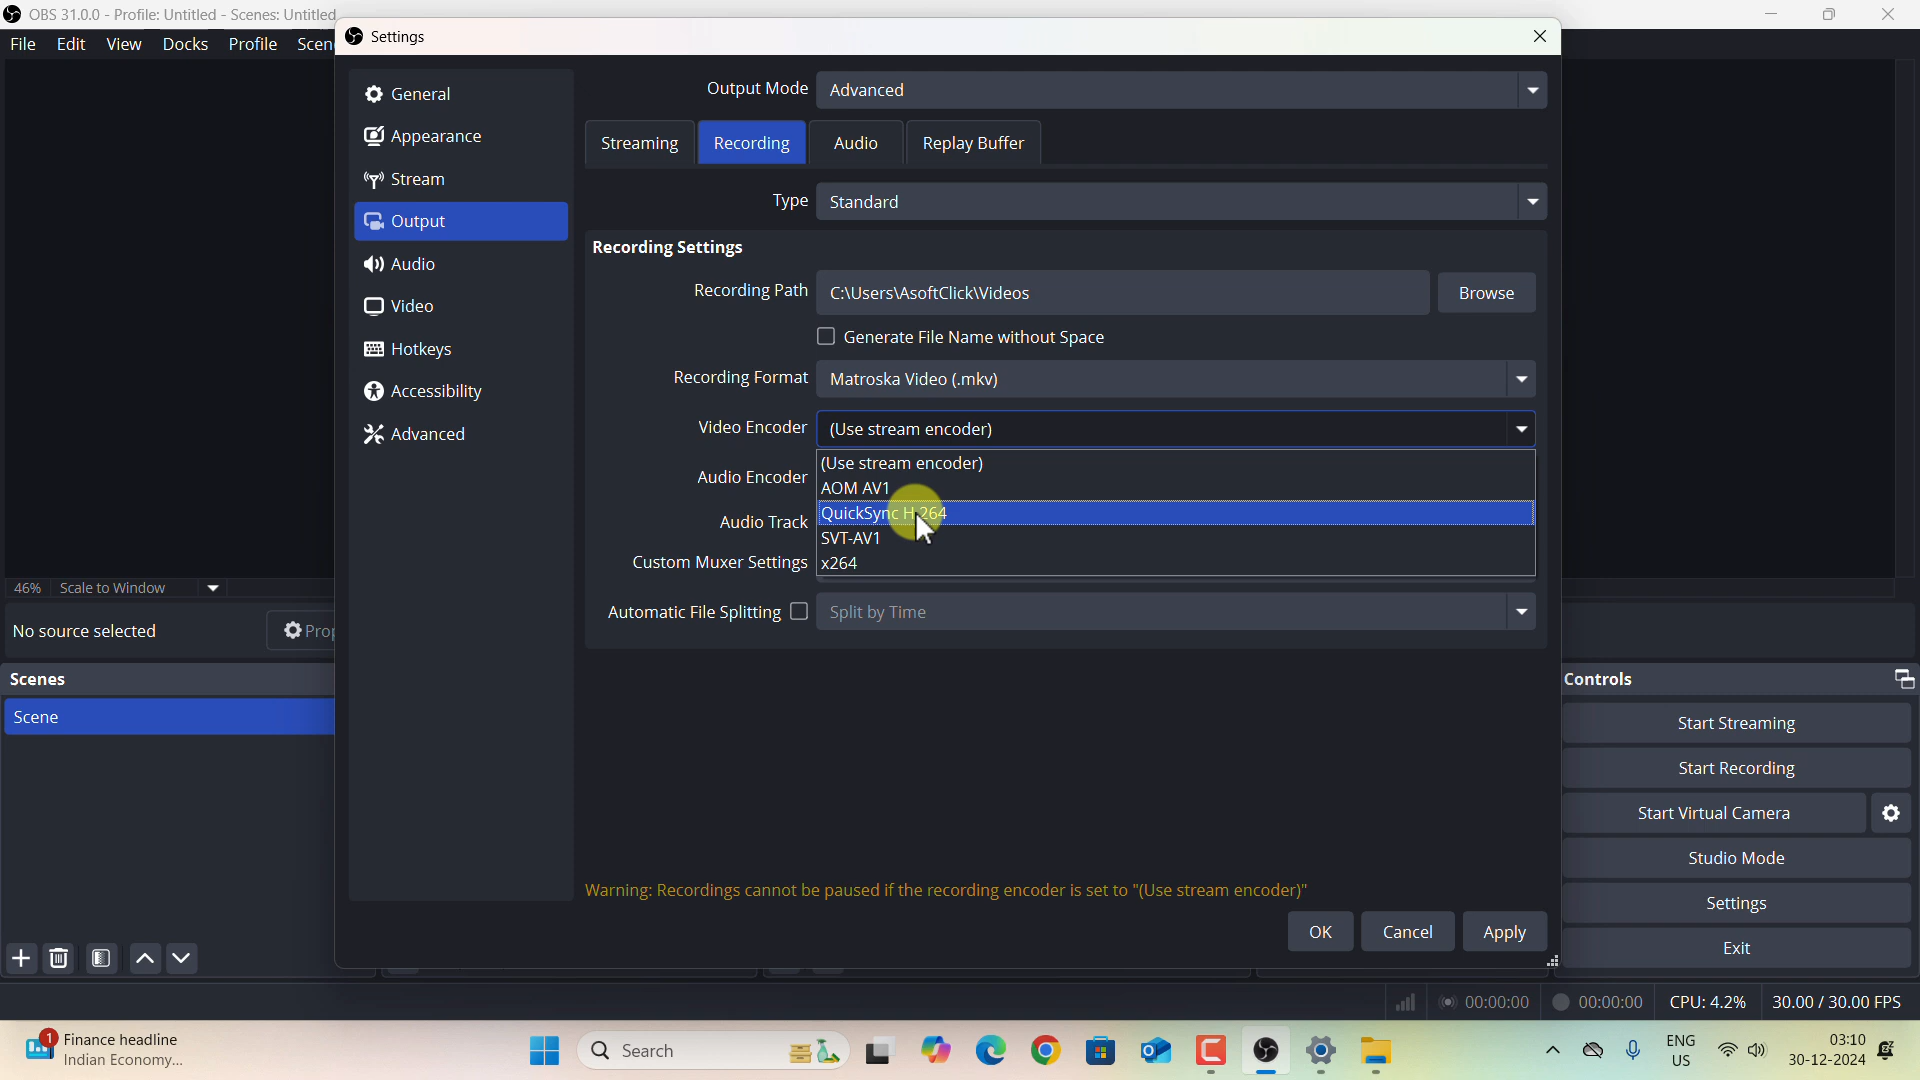 OBS 31.0.0 - Profile: Untitled - Scenes: Untitled
File Edit View Docks Profile Scen
Settings
General
Appearance
Stream
Output
Audio
Video
Hotkeys
Accessibility
Advanced
Output Mode Advanced
Streaming Recording Audio Replay Buffer
Type Standard
Recording Settings
Recording Path C:\Users\AsoftClick\Videos Browse
Generate File Name without Space
Recording Format Matroska Video (.mkv)
Video Encoder (Use stream encoder)
(Use stream encoder)
AOM AV1
Audio Encoder
QuickSync H.264
Audio Track
SVT-AV1
Custom Muxer Settings x264
Automatic File Splitting Split by Time
Warning: Recordings cannot be paused if the recording encoder is set to "(Use stream encoder)"
OK Cancel Apply
46% Scale to Window
No source selected Prop
Scenes
Scene
Controls
Start Streaming
Start Recording
Start Virtual Camera
Studio Mode
Settings
Exit
00:00:00 00:00:00 CPU: 4.2% 30.00 / 30.00 FPS
1 Finance headline
Indian Economy...
Search
ENG
US
03:10
30-12-2024